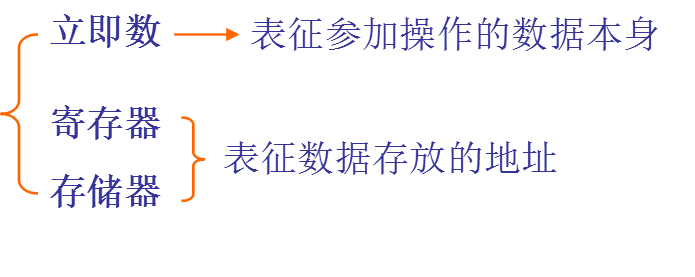 立即数 表征参加操作的数据本身
寄存器
表征数据存放的地址
存储器